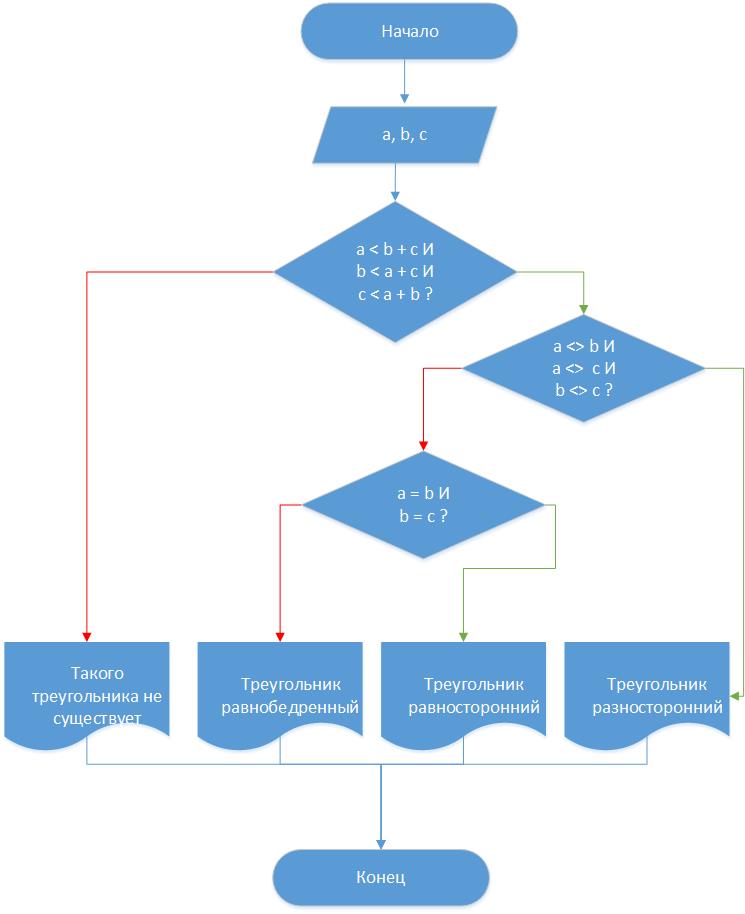 Начало
a, b, c
a < b + c И
b < a + c И
c < a + b ?
a <> b И
a <> c И
b <> c ?
a = b И
b = c ?
Такого
треугольника не
существует
Треугольник
равнобедренный
Треугольник
равносторонний
Треугольник
разносторонний
Конец